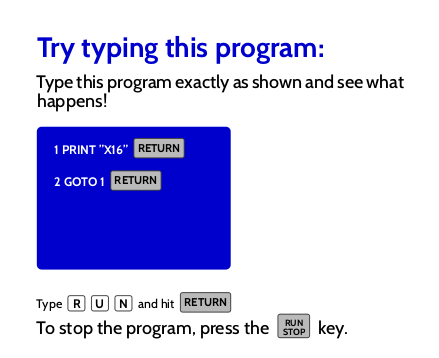 Try typing this program:
Type this program exactly as shown and see what
happens!
1 PRINT "X16" RETURN
2 GOTO 1 RETURN
Type R U N and hit RETURN
To stop the program, press the RUN STOP key.